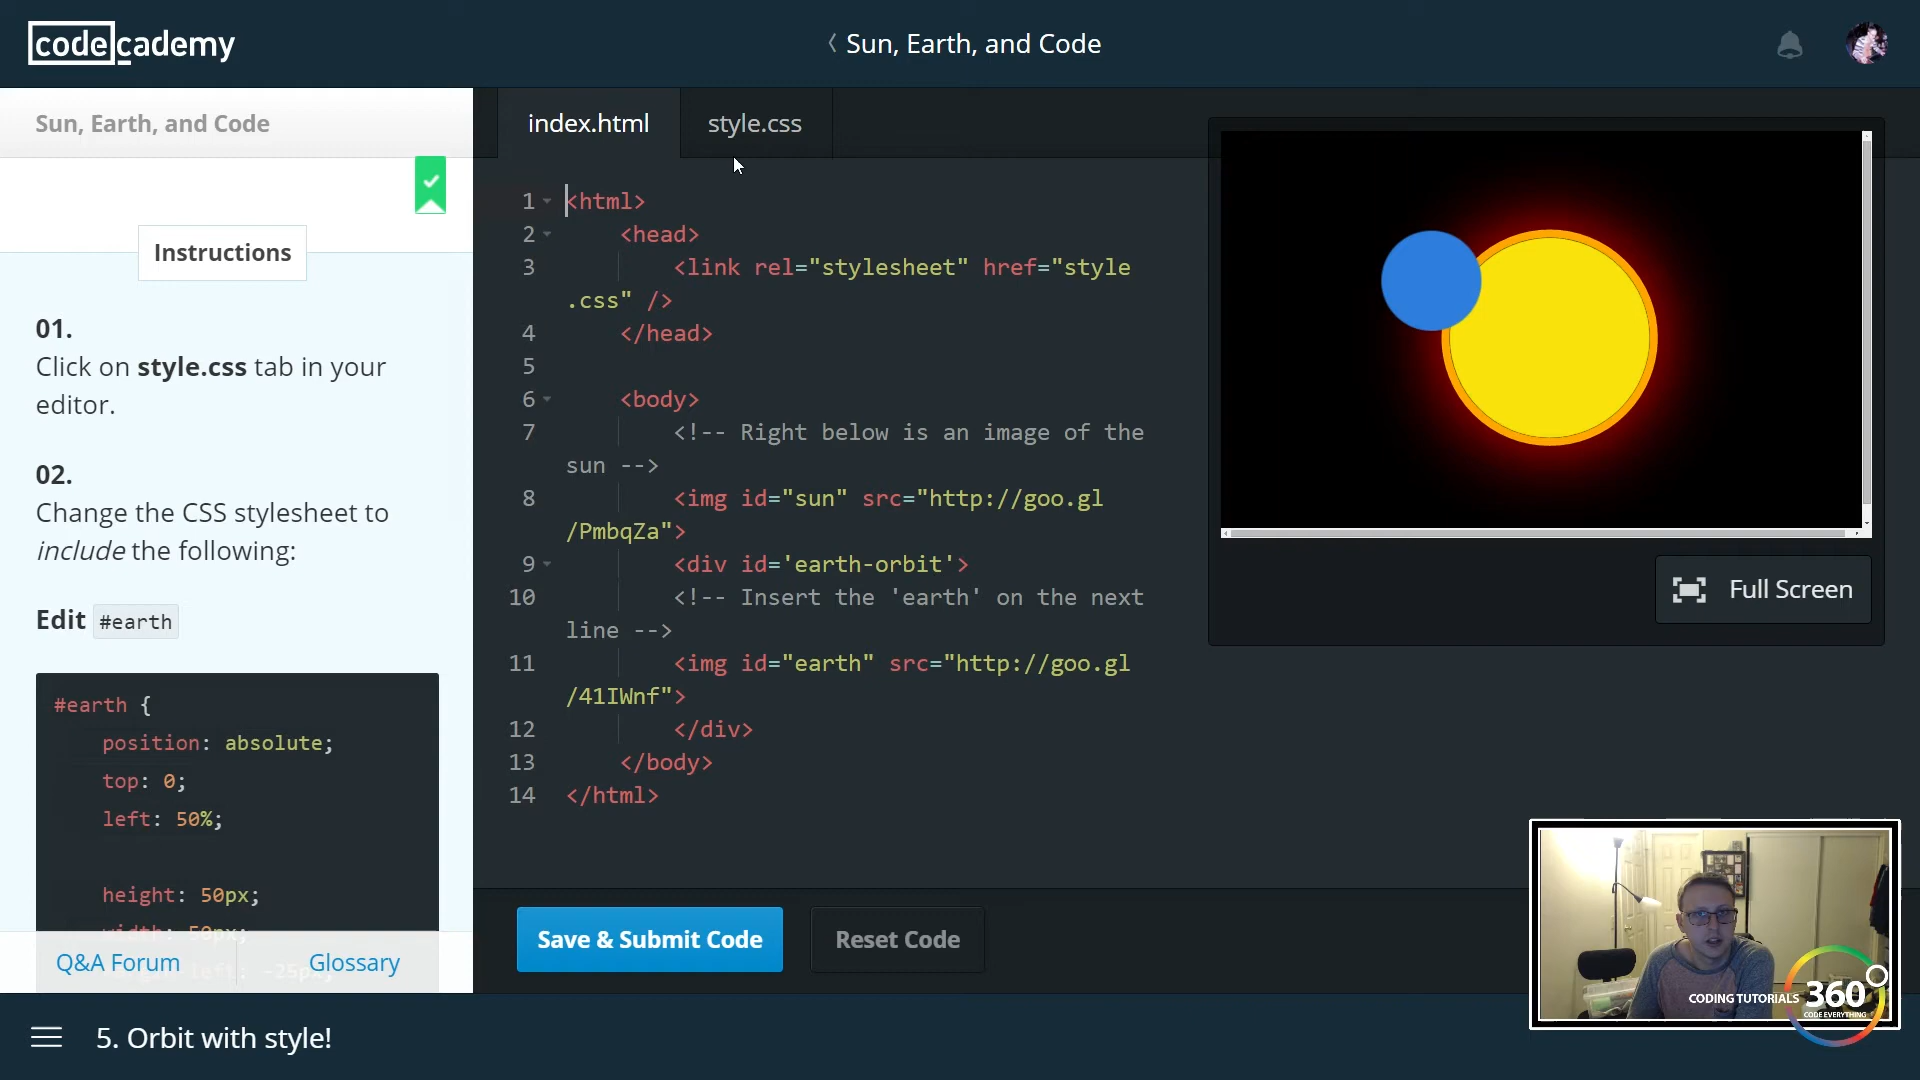 codecademy
Sun, Earth, and Code
Sun, Earth, and Code
Instructions
01.
Click on style.css tab in your
editor.
02.
Change the CSS stylesheet to
include the following:
Edit #earth
#earth {
position: absolute;
top: 0;
left: 50%;
height: 50px;
width: 50px;
left: -25px;
Q&A Forum
Glossary
index.html
style.css
1 <html>
2 <head>
3 <link rel="stylesheet" href="style
.css" />
4 </head>
5
6 <body>
7 <!-- Right below is an image of the
sun -->
8 <img id="sun" src="http://goo.gl
/PmbqZa">
9 <div id='earth-orbit'>
10 <!-- Insert the 'earth' on the next
line -->
11 <img id="earth" src="http://goo.gl
/41IWnf">
12 </div>
13 </body>
14 </html>
Save & Submit Code
Reset Code
Full Screen
CODING TUTORIALS 360
CODE EVERYTHING
5. Orbit with style!